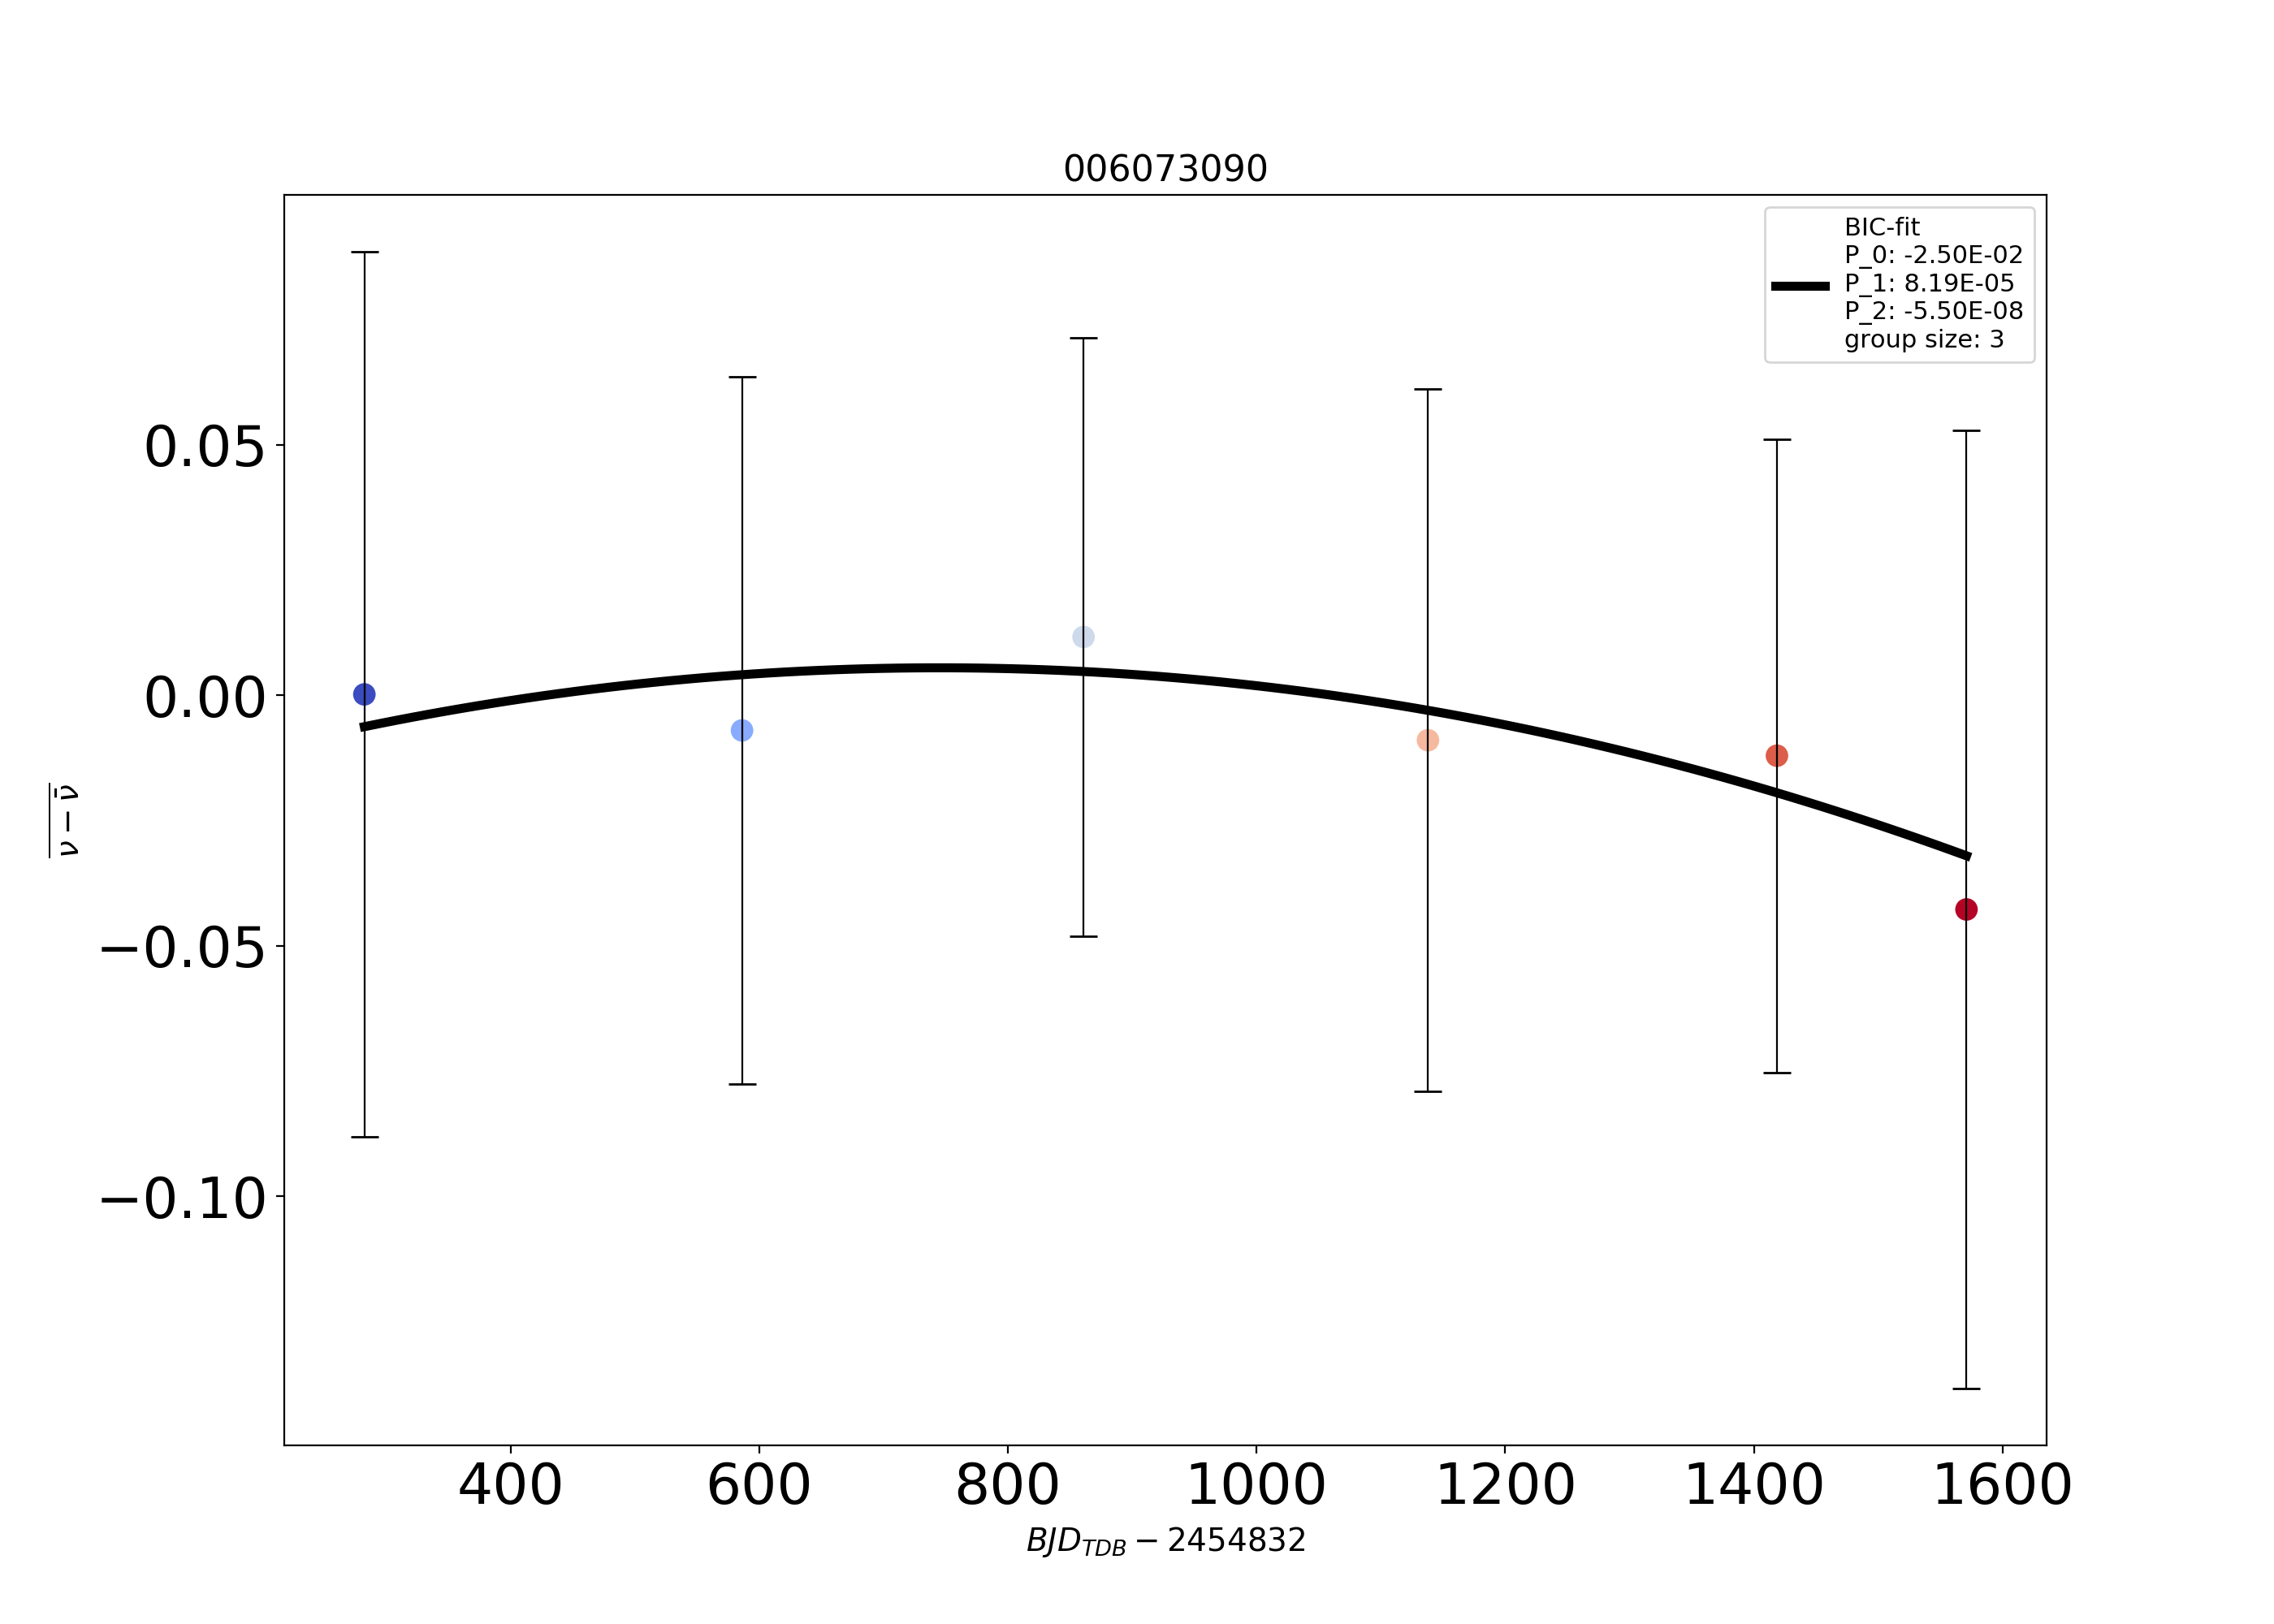 006073090
BIC-fit
P_0: -2.50E-02
P_1: 8.19E-05
P_2: -5.50E-08
group size: 3
0.05
0.00
−0.05
−0.10
ν − ν̄
400 600 800 1000 1200 1400 1600
BJD_TDB − 2454832